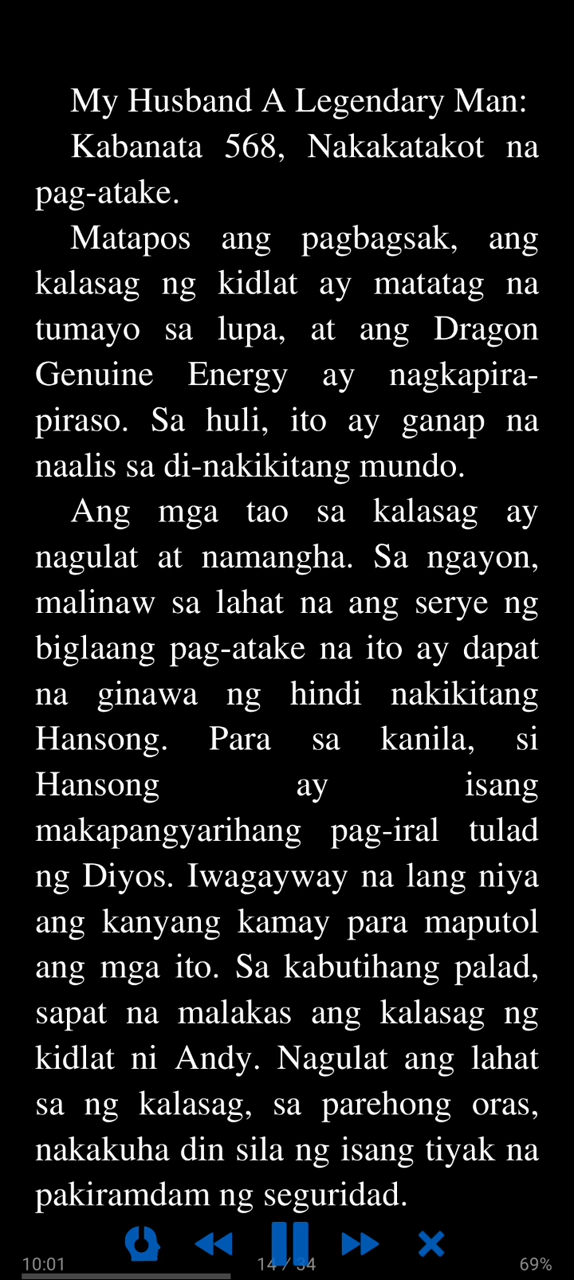 My Husband A Legendary Man:
Kabanata 568, Nakakatakot na
pag-atake.
Matapos ang pagbagsak, ang
kalasag ng kidlat ay matatag na
tumayo sa lupa, at ang Dragon
Genuine Energy ay nagkapira-
piraso. Sa huli, ito ay ganap na
naalis sa di-nakikitang mundo.
Ang mga tao sa kalasag ay
nagulat at namangha. Sa ngayon,
malinaw sa lahat na ang serye ng
biglaang pag-atake na ito ay dapat
na ginawa ng hindi nakikitang
Hansong. Para sa kanila, si
Hansong ay isang
makapangyarihang pag-iral tulad
ng Diyos. Iwagayway na lang niya
ang kanyang kamay para maputol
ang mga ito. Sa kabutihang palad,
sapat na malakas ang kalasag ng
kidlat ni Andy. Nagulat ang lahat
sa ng kalasag, sa parehong oras,
nakakuha din sila ng isang tiyak na
pakiramdam ng seguridad.
10:01 14 / 34 69%